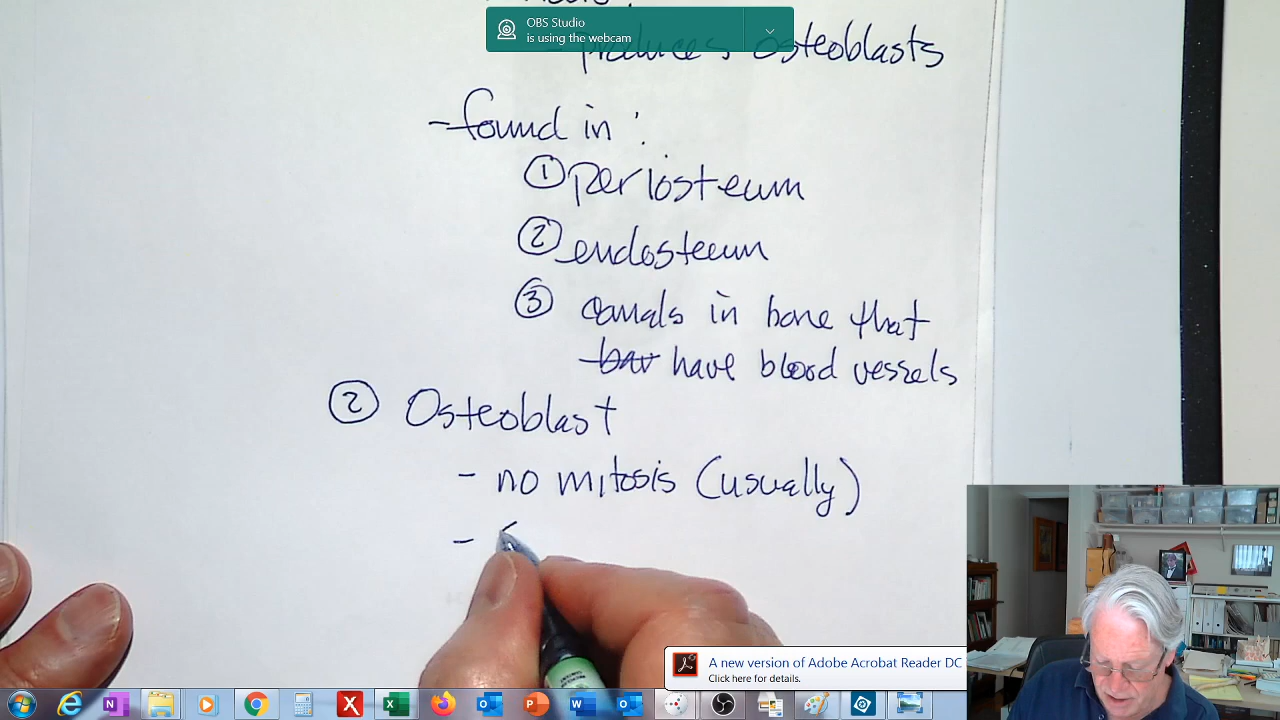 OBS Studio
is using the webcam
produces osteoblasts
- found in :
① periosteum
② endosteum
③ canals in bone that
have blood vessels
② Osteoblast
- no mitosis (usually)
-
A new version of Adobe Acrobat Reader DC
Click here for details.